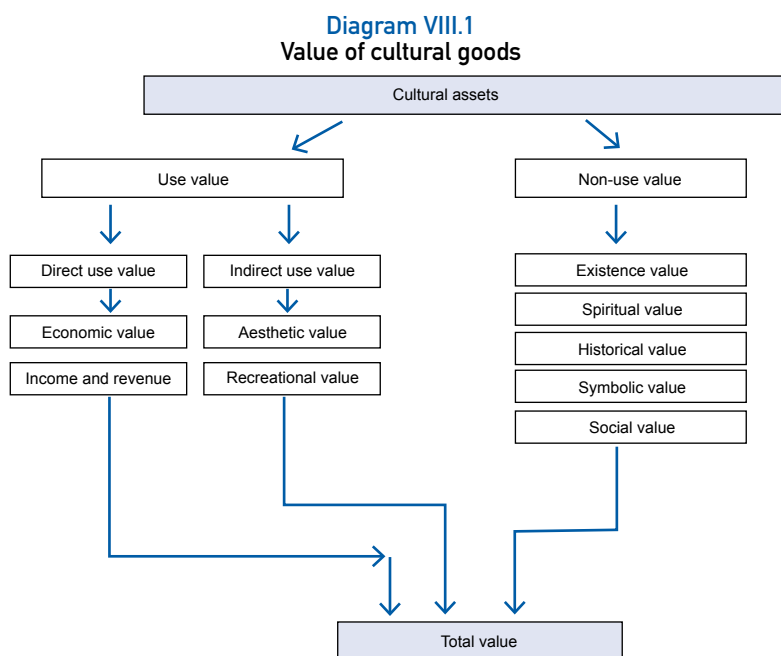 Diagram VIII.1
Value of cultural goods
Cultural assets
Use value
Non-use value
Direct use value
Indirect use value
Existence value
Spiritual value
Economic value
Aesthetic value
Historical value
Income and revenue
Recreational value
Symbolic value
Social value
Total value